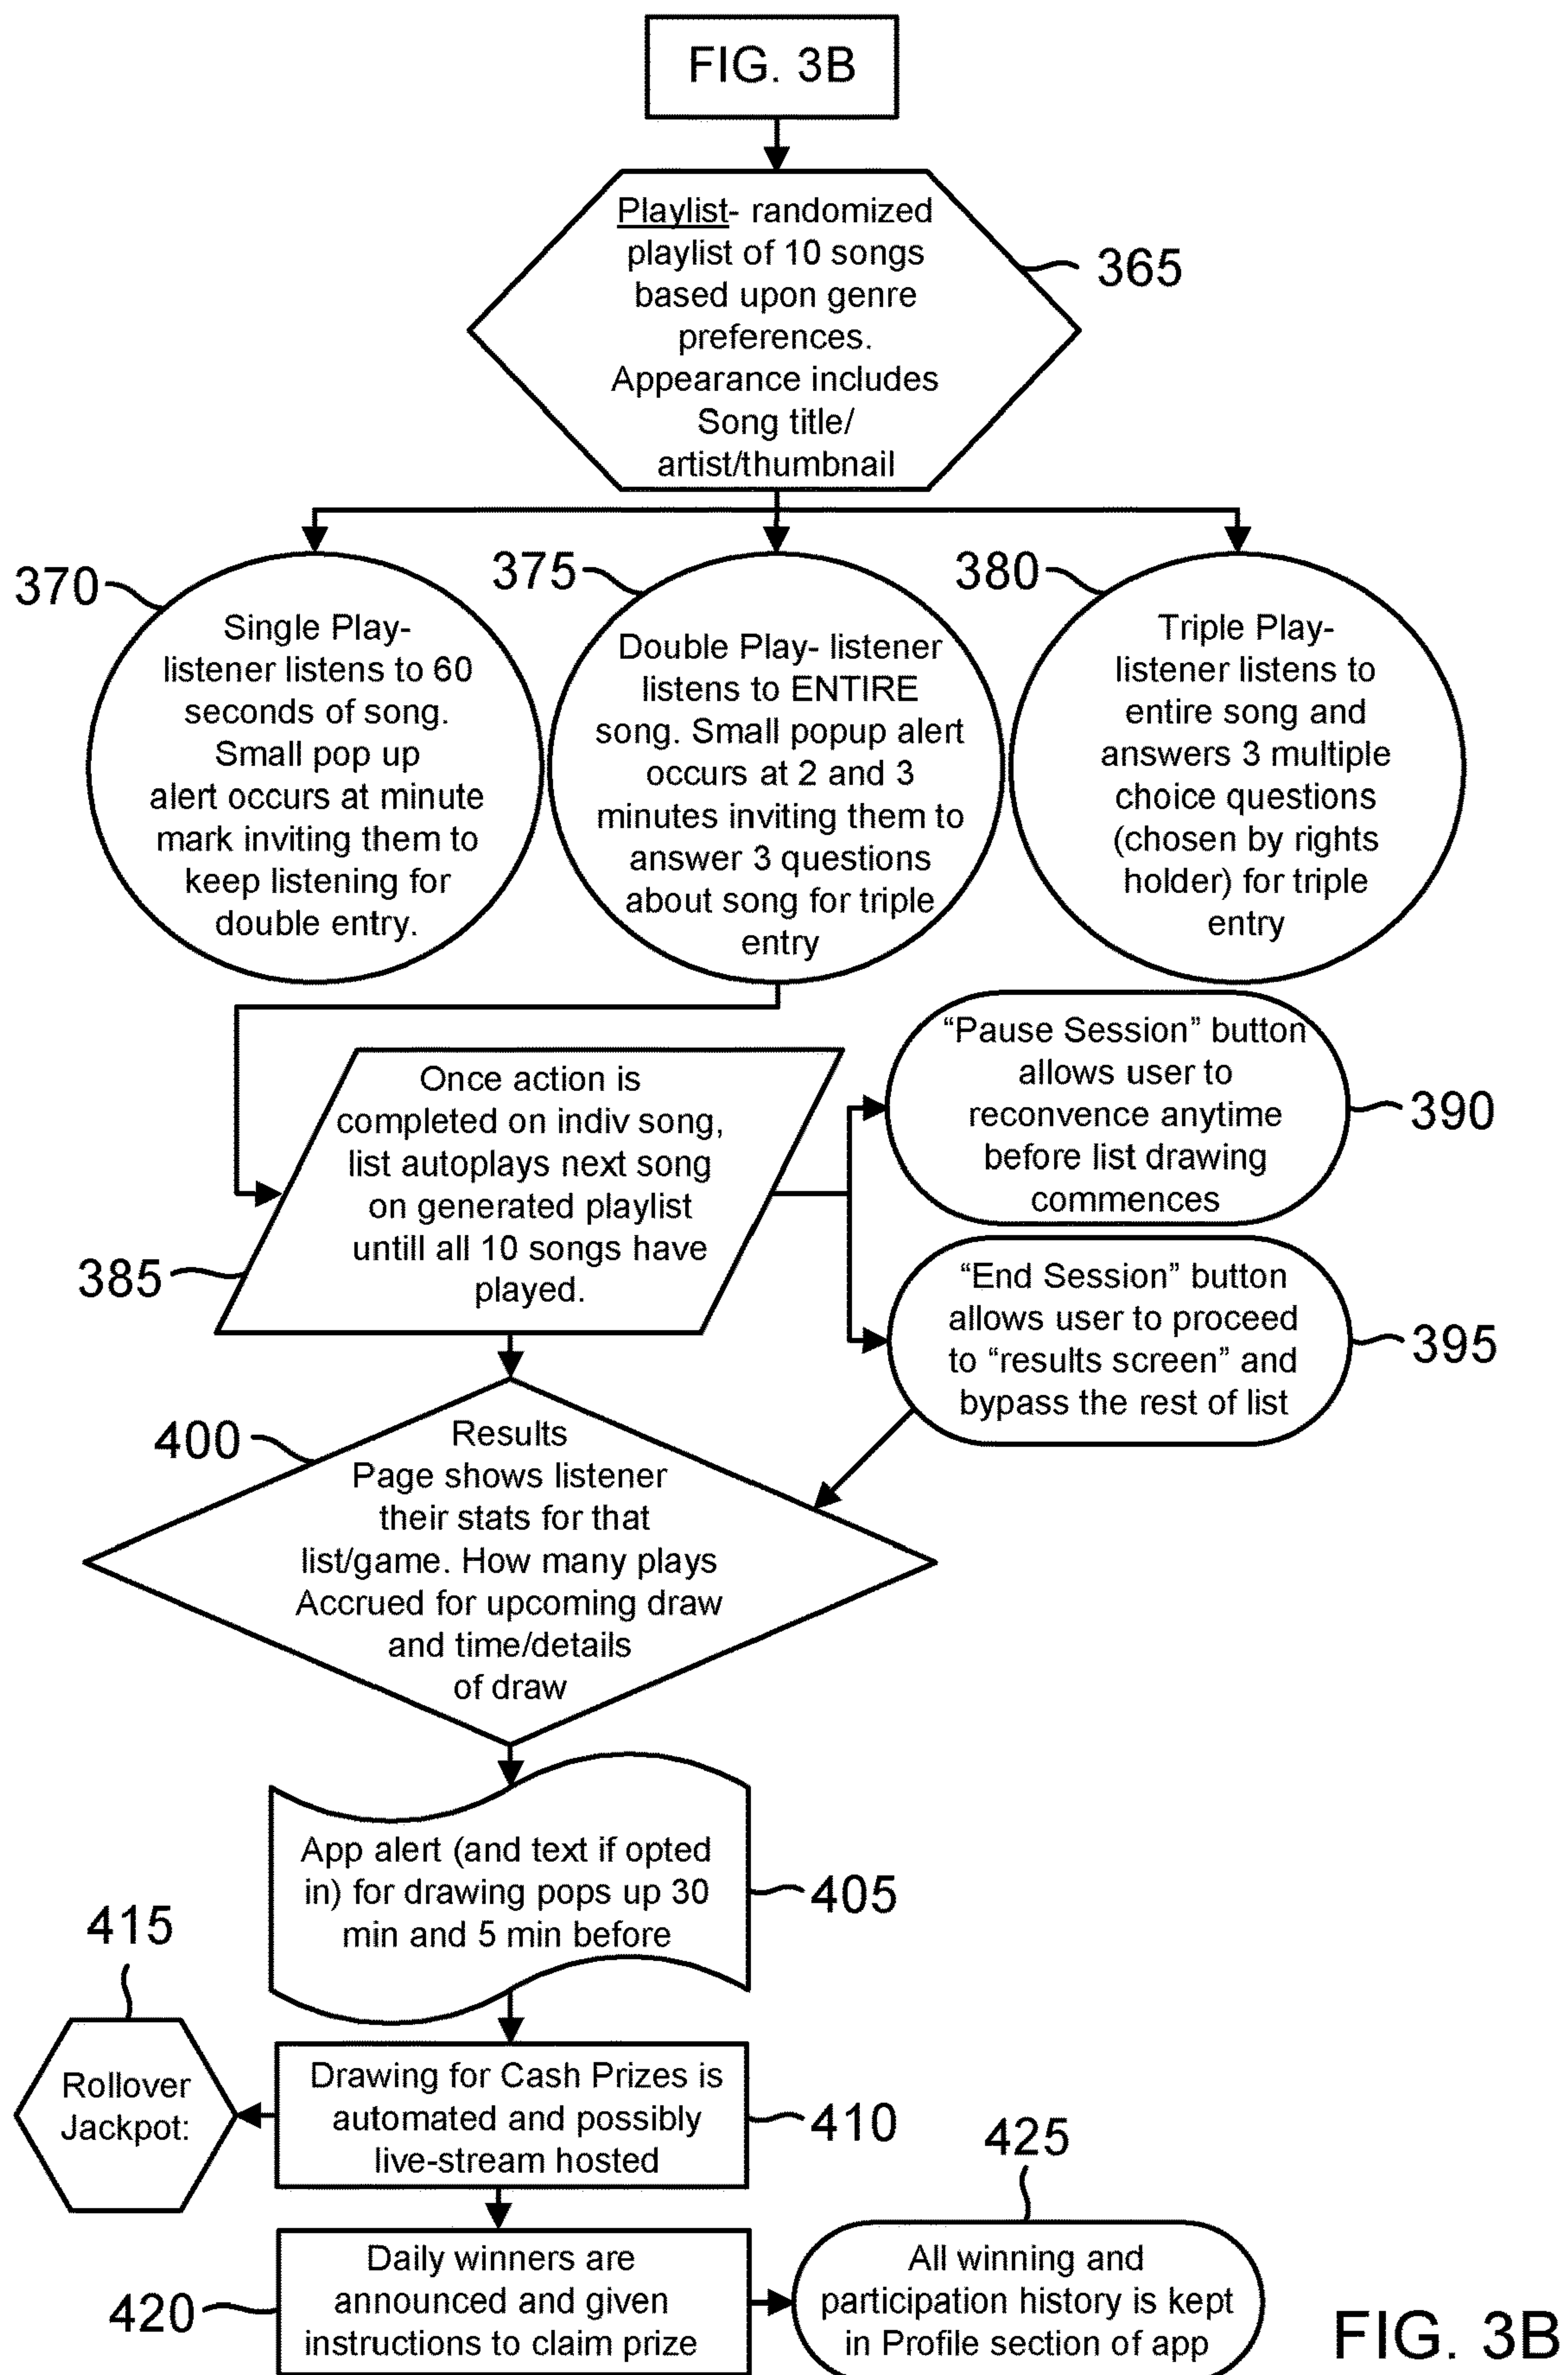 FIG. 3B
Playlist- randomized
playlist of 10 songs
based upon genre
preferences.
Appearance includes
Song title/
artist/thumbnail
365
370
Single Play-
listener listens to 60
seconds of song.
Small pop up
alert occurs at minute
mark inviting them to
keep listening for
double entry.
375
Double Play- listener
listens to ENTIRE
song. Small popup alert
occurs at 2 and 3
minutes inviting them to
answer 3 questions
about song for triple
entry
380
Triple Play-
listener listens to
entire song and
answers 3 multiple
choice questions
(chosen by rights
holder) for triple
entry
Once action is
completed on indiv song,
list autoplays next song
on generated playlist
untill all 10 songs have
played.
385
“Pause Session” button
allows user to
reconvence anytime
before list drawing
commences
390
“End Session” button
allows user to proceed
to “results screen” and
bypass the rest of list
395
400
Results
Page shows listener
their stats for that
list/game. How many plays
Accrued for upcoming draw
and time/details
of draw
App alert (and text if opted
in) for drawing pops up 30
min and 5 min before
405
415
Rollover
Jackpot:
Drawing for Cash Prizes is
automated and possibly
live-stream hosted
410
420
Daily winners are
announced and given
instructions to claim prize
425
All winning and
participation history is kept
in Profile section of app
FIG. 3B